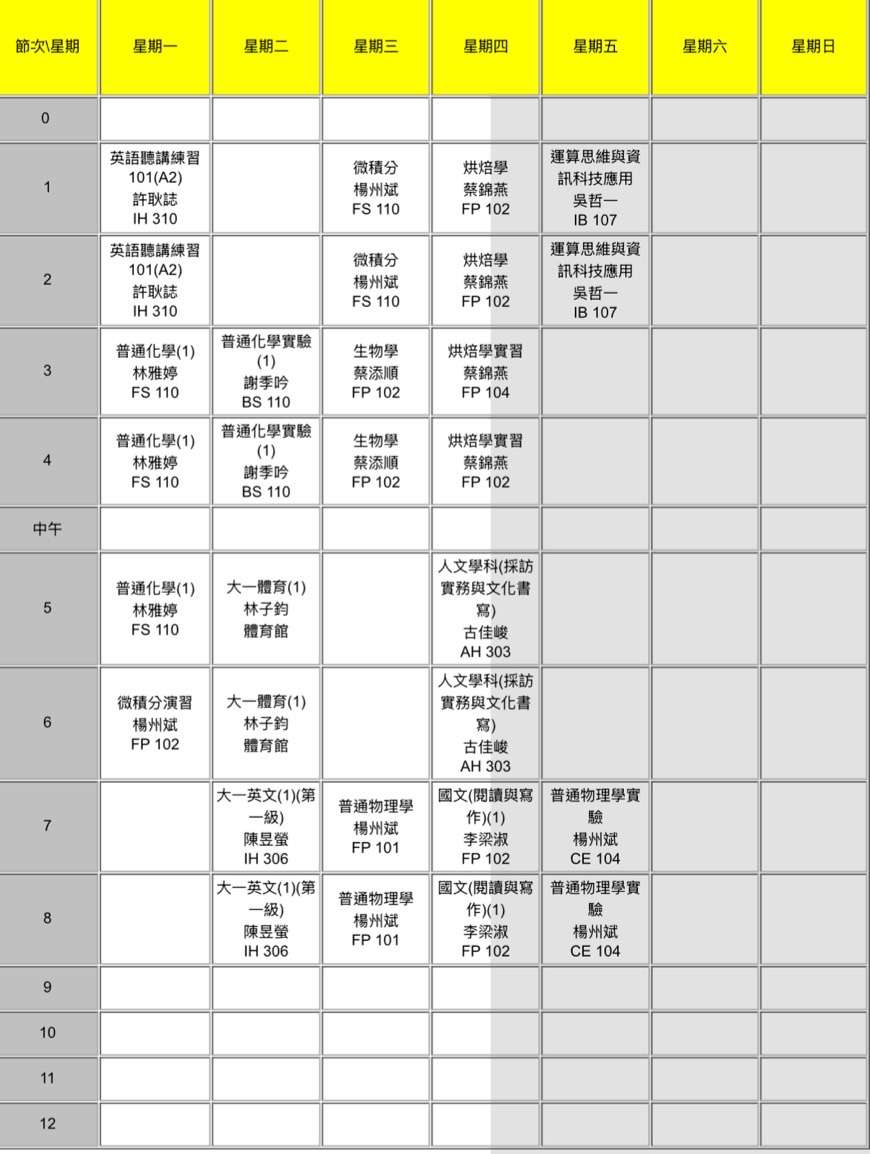 節次\星期 星期一 星期二 星期三 星期四 星期五 星期六 星期日
0
1
英語聽講練習
101(A2)
許耿誌
IH 310
微積分
楊州斌
FS 110
烘焙學
蔡錦燕
FP 102
運算思維與資
訊科技應用
吳哲一
IB 107
2
英語聽講練習
101(A2)
許耿誌
IH 310
微積分
楊州斌
FS 110
烘焙學
蔡錦燕
FP 102
運算思維與資
訊科技應用
吳哲一
IB 107
3
普通化學(1)
林雅婷
FS 110
普通化學實驗
(1)
謝季吟
BS 110
生物學
蔡添順
FP 102
烘焙學實習
蔡錦燕
FP 104
4
普通化學(1)
林雅婷
FS 110
普通化學實驗
(1)
謝季吟
BS 110
生物學
蔡添順
FP 102
烘焙學實習
蔡錦燕
FP 102
中午
5
普通化學(1)
林雅婷
FS 110
大一體育(1)
林子鈞
體育館
人文學科(採訪
實務與文化書
寫)
古佳峻
AH 303
6
微積分演習
楊州斌
FP 102
大一體育(1)
林子鈞
體育館
人文學科(採訪
實務與文化書
寫)
古佳峻
AH 303
7
大一英文(1)(第
一級)
陳昱螢
IH 306
普通物理學
楊州斌
FP 101
國文(閱讀與寫
作)(1)
李梁淑
FP 102
普通物理學實
驗
楊州斌
CE 104
8
大一英文(1)(第
一級)
陳昱螢
IH 306
普通物理學
楊州斌
FP 101
國文(閱讀與寫
作)(1)
李梁淑
FP 102
普通物理學實
驗
楊州斌
CE 104
9
10
11
12